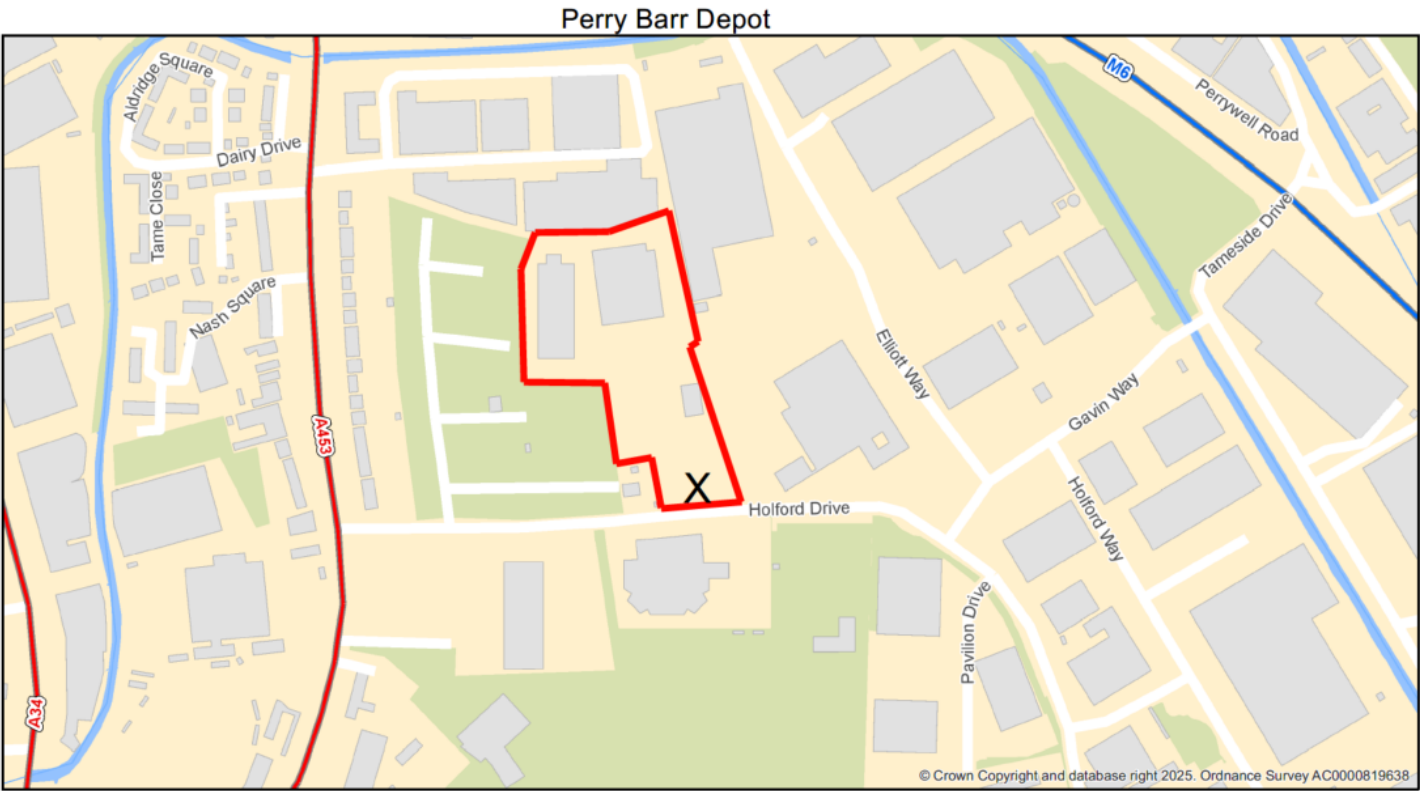 Perry Barr Depot
Aldridge Square
M6
Perrywell Road
Dairy Drive
Tame Close
Tameside Drive
Nash Square
Elliott Way
Gavin Way
A453
X
Holford Drive
Holford Way
Pavilion Drive
A34
© Crown Copyright and database right 2025. Ordnance Survey AC0000819638